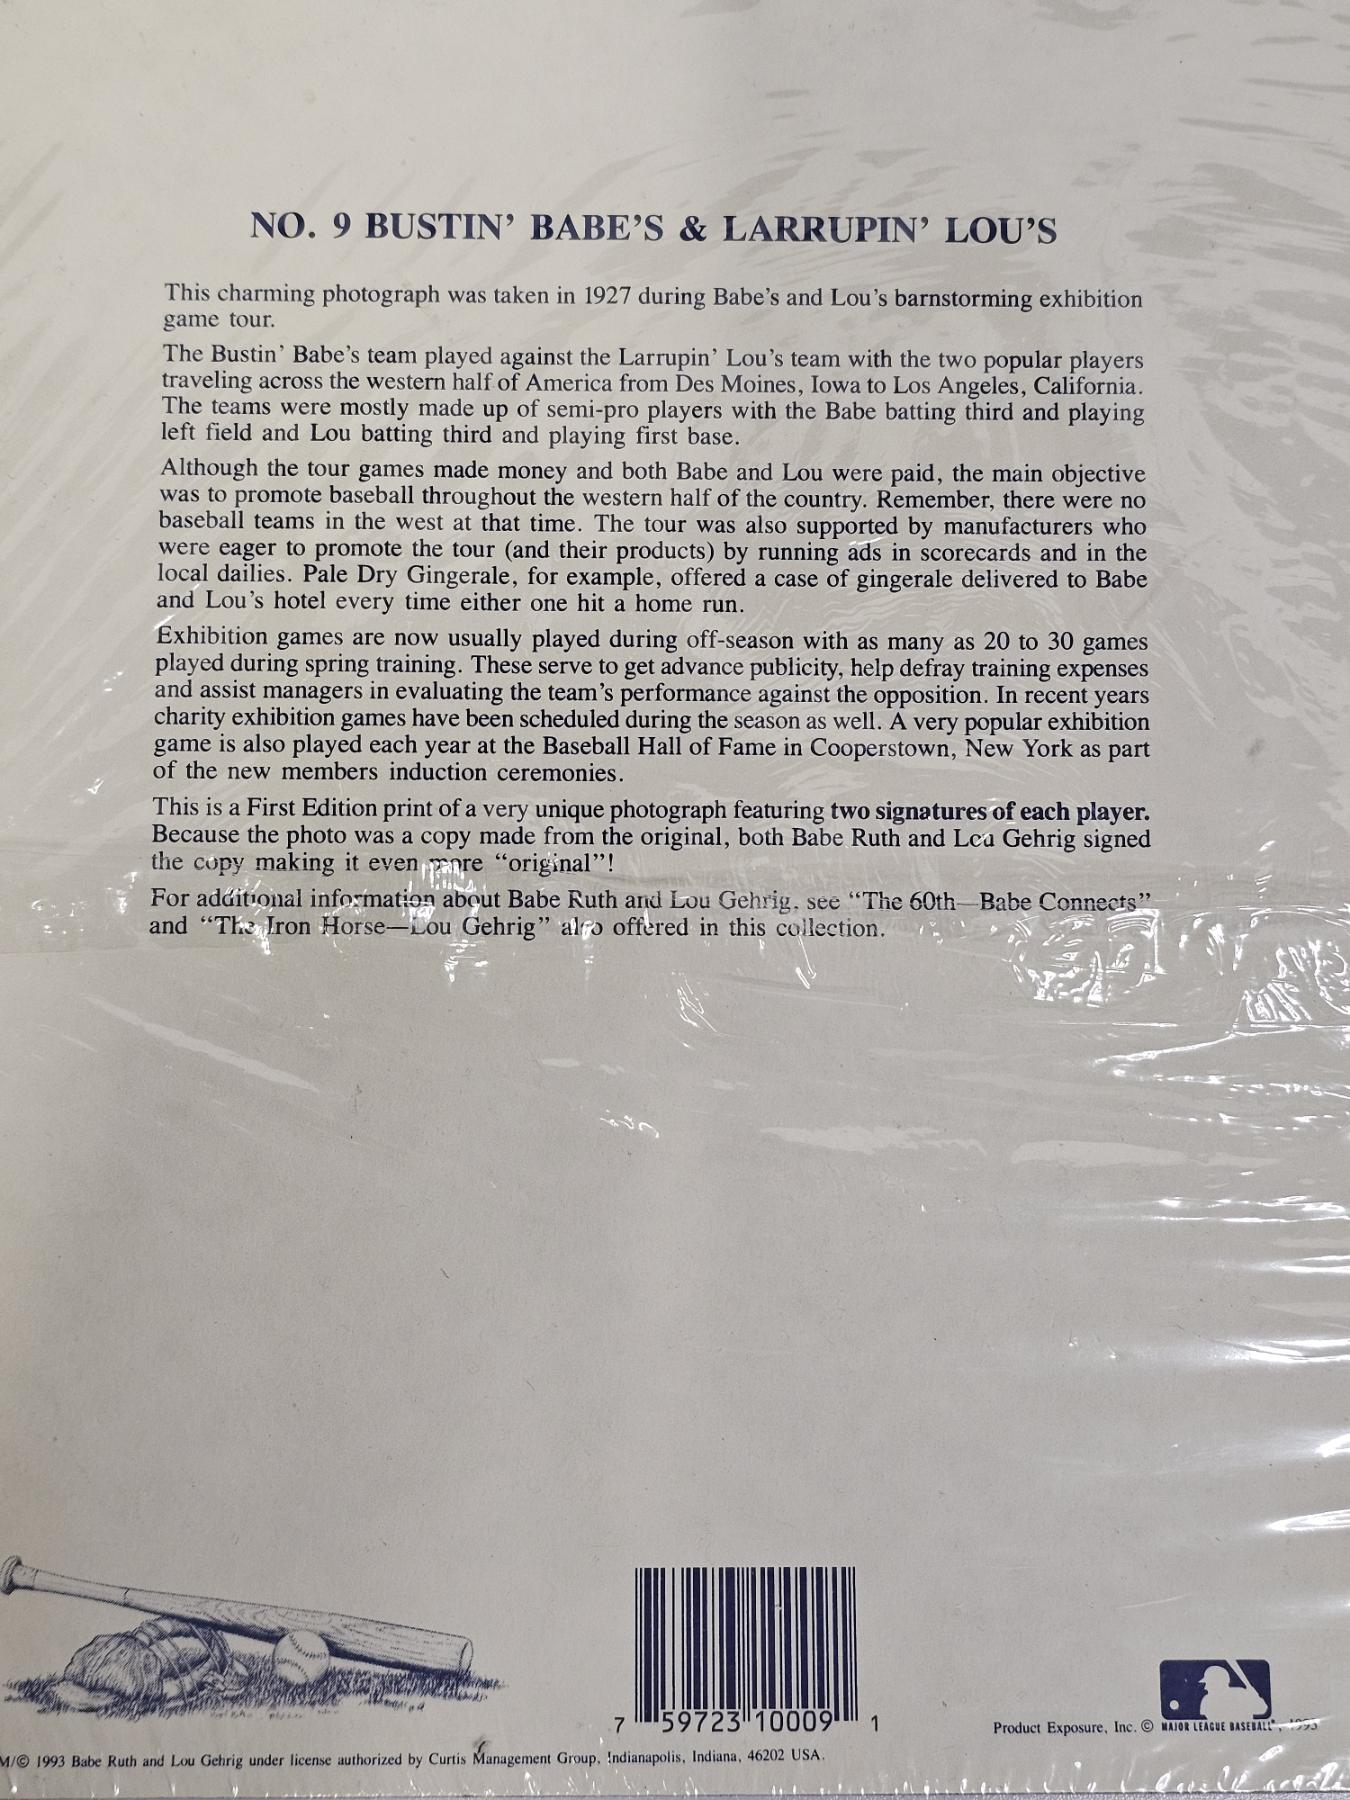 NO. 9 BUSTIN' BABE'S & LARRUPIN' LOU'S
This charming photograph was taken in 1927 during Babe's and Lou's barnstorming exhibition
game tour.
The Bustin' Babe's team played against the Larrupin' Lou's team with the two popular players
traveling across the western half of America from Des Moines, Iowa to Los Angeles, California.
The teams were mostly made up of semi-pro players with the Babe batting third and playing
left field and Lou batting third and playing first base.
Although the tour games made money and both Babe and Lou were paid, the main objective
was to promote baseball throughout the western half of the country. Remember, there were no
baseball teams in the west at that time. The tour was also supported by manufacturers who
were eager to promote the tour (and their products) by running ads in scorecards and in the
local dailies. Pale Dry Gingerale, for example, offered a case of gingerale delivered to Babe
and Lou's hotel every time either one hit a home run.
Exhibition games are now usually played during off-season with as many as 20 to 30 games
played during spring training. These serve to get advance publicity, help defray training expenses
and assist managers in evaluating the team's performance against the opposition. In recent years
charity exhibition games have been scheduled during the season as well. A very popular exhibition
game is also played each year at the Baseball Hall of Fame in Cooperstown, New York as part
of the new members induction ceremonies.
This is a First Edition print of a very unique photograph featuring two signatures of each player.
Because the photo was a copy made from the original, both Babe Ruth and Lou Gehrig signed
the copy making it even more "original"!
For additional information about Babe Ruth and Lou Gehrig, see "The 60th—Babe Connects"
and "The Iron Horse—Lou Gehrig" also offered in this collection.
7 59723 10009 1
Product Exposure, Inc. © MAJOR LEAGUE BASEBALL, 1993
M/© 1993 Babe Ruth and Lou Gehrig under license authorized by Curtis Management Group, Indianapolis, Indiana, 46202 USA.